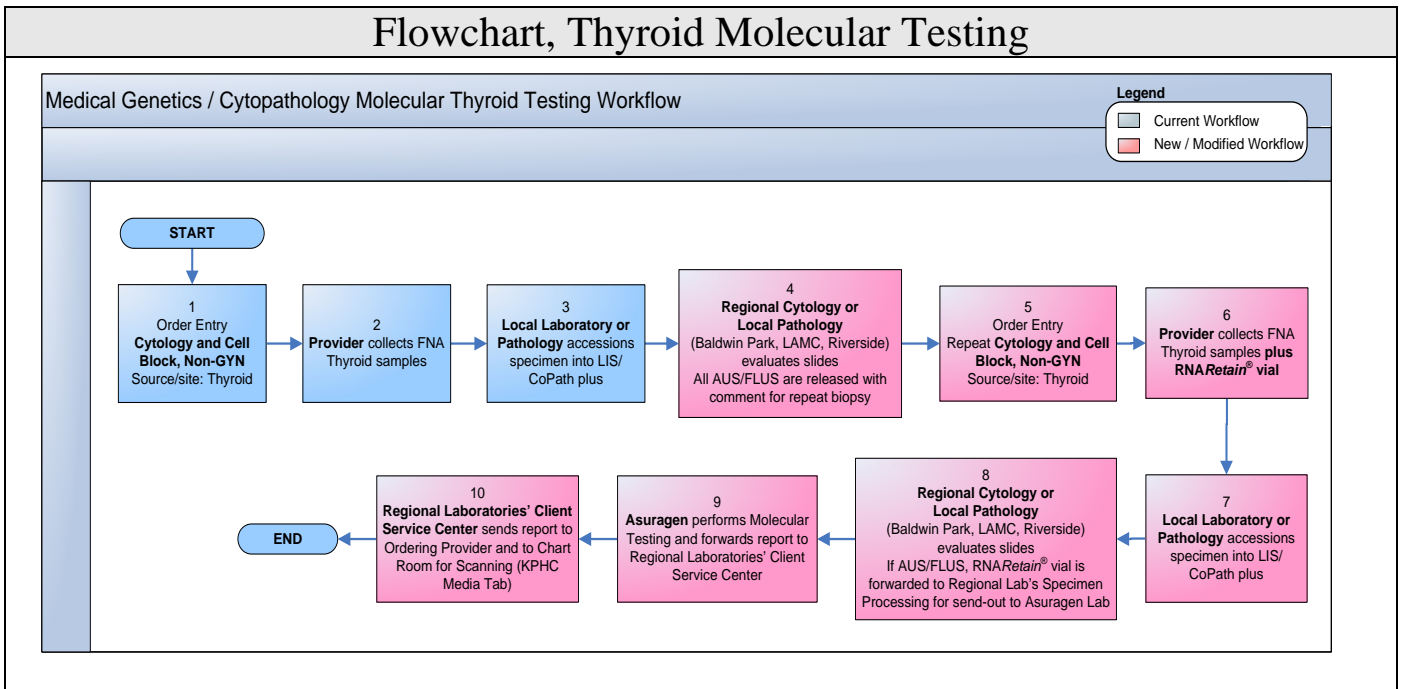 Flowchart, Thyroid Molecular Testing
Medical Genetics / Cytopathology Molecular Thyroid Testing Workflow
Legend
Current Workflow
New / Modified Workflow
START
1
Order Entry
Cytology and Cell
Block, Non-GYN
Source/site: Thyroid
2
Provider collects FNA
Thyroid samples
3
Local Laboratory or
Pathology accessions
specimen into LIS/
CoPath plus
4
Regional Cytology or
Local Pathology
(Baldwin Park, LAMC, Riverside)
evaluates slides
All AUS/FLUS are released with
comment for repeat biopsy
5
Order Entry
Repeat Cytology and Cell
Block, Non-GYN
Source/site: Thyroid
6
Provider collects FNA
Thyroid samples plus
RNARetain® vial
7
Local Laboratory or
Pathology accessions
specimen into LIS/
CoPath plus
8
Regional Cytology or
Local Pathology
(Baldwin Park, LAMC, Riverside)
evaluates slides
If AUS/FLUS, RNARetain® vial is
forwarded to Regional Lab's Specimen
Processing for send-out to Asuragen Lab
9
Asuragen performs Molecular
Testing and forwards report to
Regional Laboratories' Client
Service Center
10
Regional Laboratories' Client
Service Center sends report to
Ordering Provider and to Chart
Room for Scanning (KPHC
Media Tab)
END